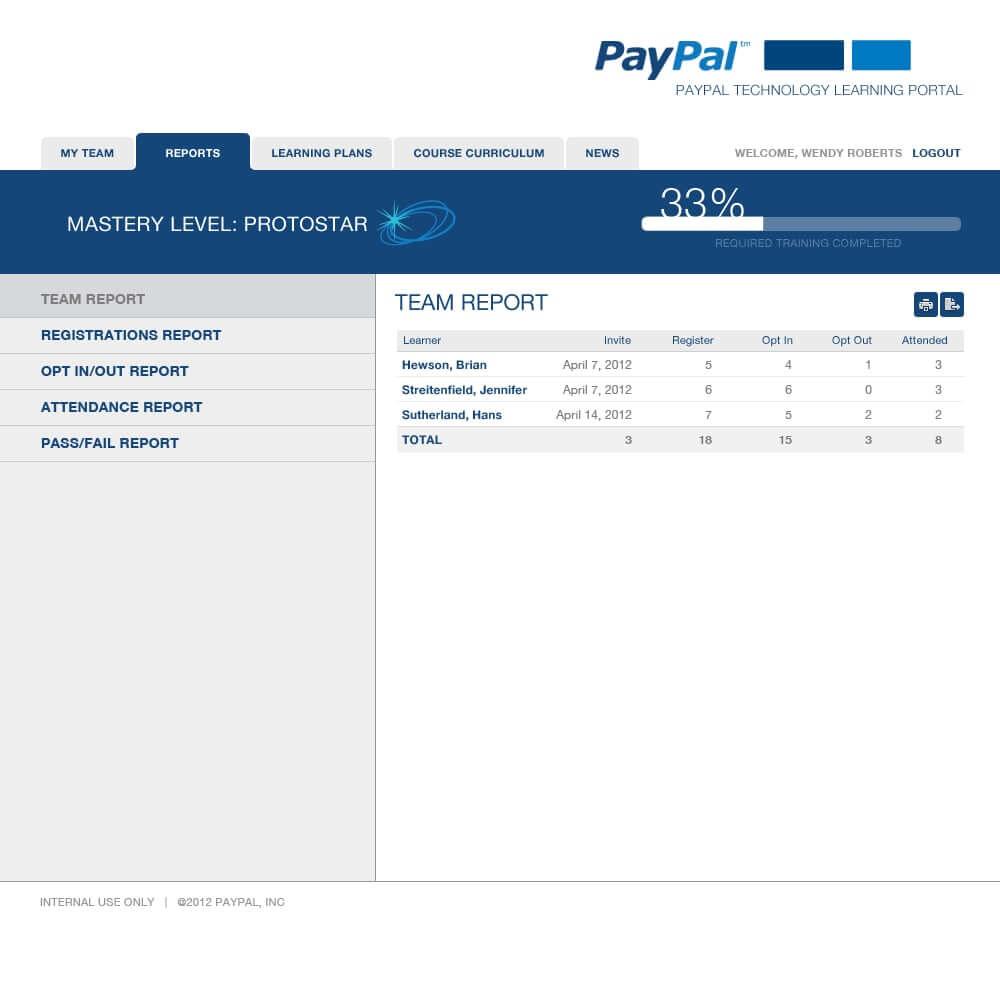 PayPal™
PAYPAL TECHNOLOGY LEARNING PORTAL
MY TEAM REPORTS LEARNING PLANS COURSE CURRICULUM NEWS WELCOME, WENDY ROBERTS LOGOUT
MASTERY LEVEL: PROTOSTAR
33%
REQUIRED TRAINING COMPLETED
TEAM REPORT
REGISTRATIONS REPORT
OPT IN/OUT REPORT
ATTENDANCE REPORT
PASS/FAIL REPORT
TEAM REPORT
Learner Invite Register Opt In Opt Out Attended
Hewson, Brian April 7, 2012 5 4 1 3
Streitenfield, Jennifer April 7, 2012 6 6 0 3
Sutherland, Hans April 14, 2012 7 5 2 2
TOTAL 3 18 15 3 8
INTERNAL USE ONLY | @2012 PAYPAL, INC